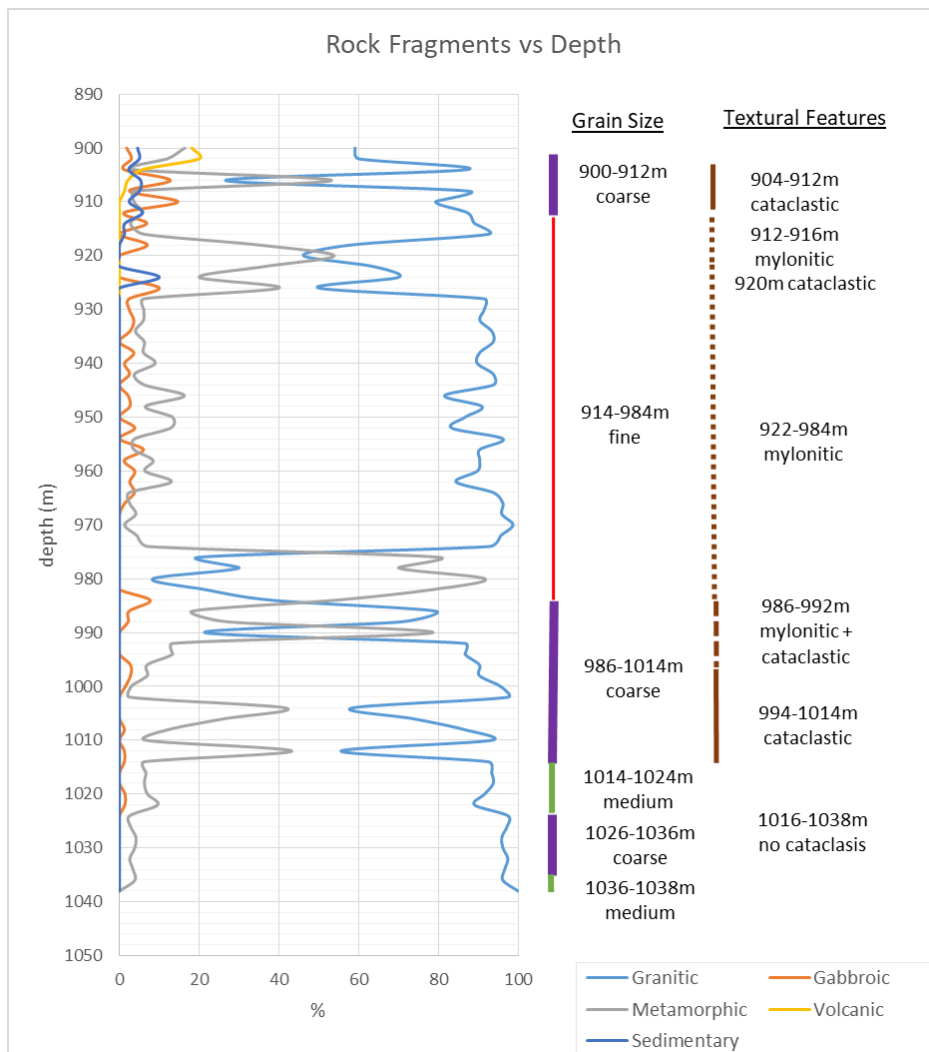 Rock Fragments vs Depth
Grain Size
Textural Features
depth (m)
890
900
910
920
930
940
950
960
970
980
990
1000
1010
1020
1030
1040
1050
0
20
40
60
80
100
%
900-912m
coarse
914-984m
fine
986-1014m
coarse
1014-1024m
medium
1026-1036m
coarse
1036-1038m
medium
904-912m
cataclastic
912-916m
mylonitic
920m cataclastic
922-984m
mylonitic
986-992m
mylonitic +
cataclastic
994-1014m
cataclastic
1016-1038m
no cataclasis
Granitic
Gabbroic
Metamorphic
Volcanic
Sedimentary